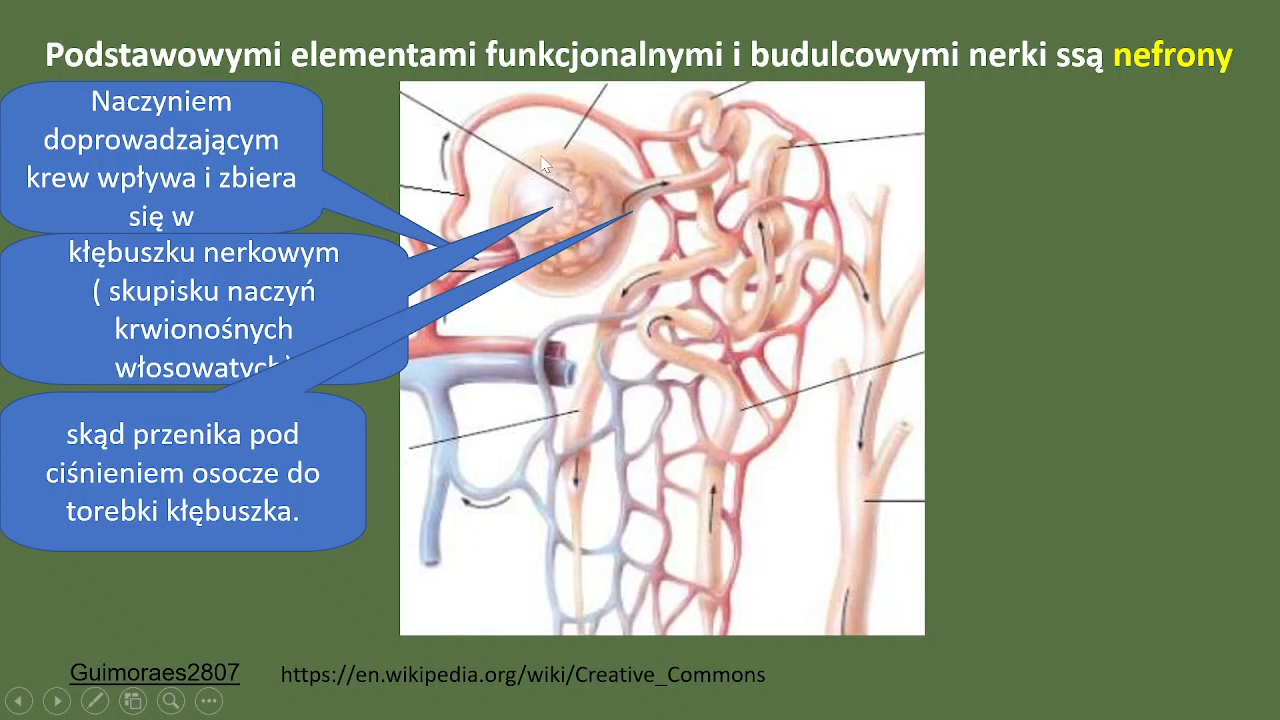 Podstawowymi elementami funkcjonalnymi i budulcowymi nerki ssą nefrony
Naczyniem
doprowadzającym
krew wpływa i zbiera
się w
kłębuszku nerkowym
( skupisku naczyń
krwionośnych
włosowatych)
skąd przenika pod
ciśnieniem osocze do
torebki kłębuszka.
Guimoraes2807
https://en.wikipedia.org/wiki/Creative_Commons